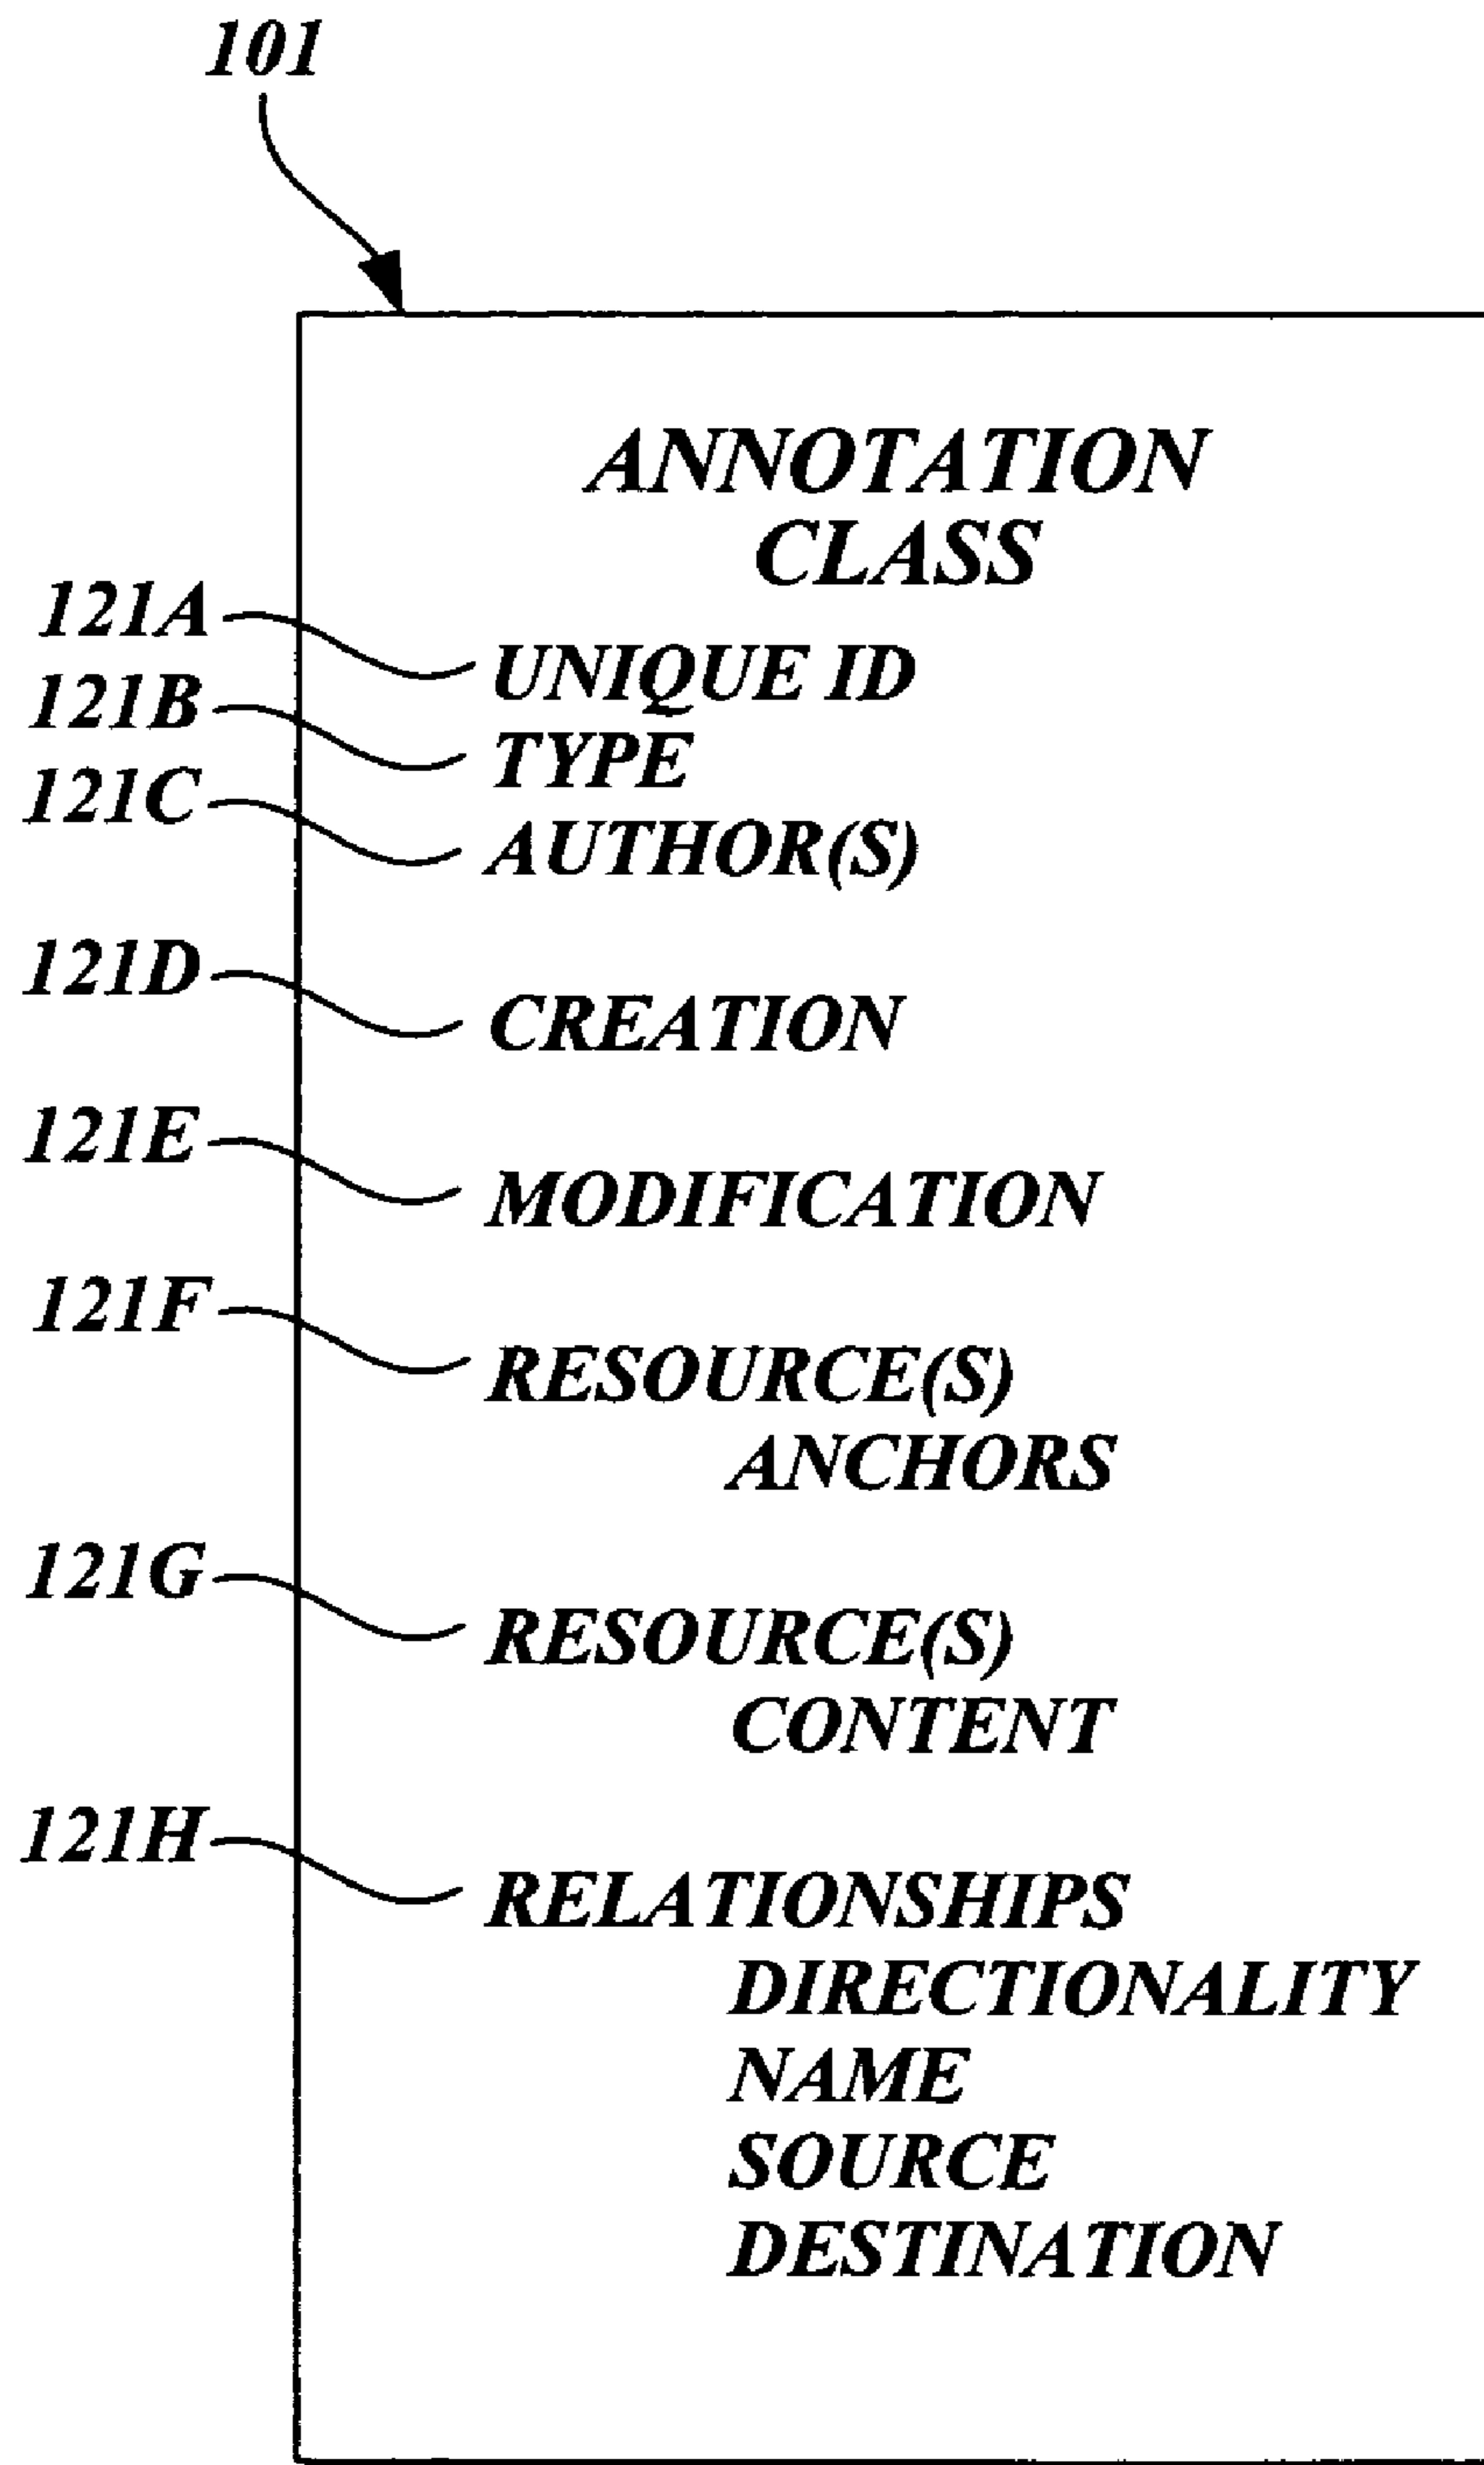 101
ANNOTATION
CLASS
121A UNIQUE ID
121B TYPE
121C AUTHOR(S)
121D CREATION
121E MODIFICATION
121F RESOURCE(S)
ANCHORS
121G RESOURCE(S)
CONTENT
121H RELATIONSHIPS
DIRECTIONALITY
NAME
SOURCE
DESTINATION